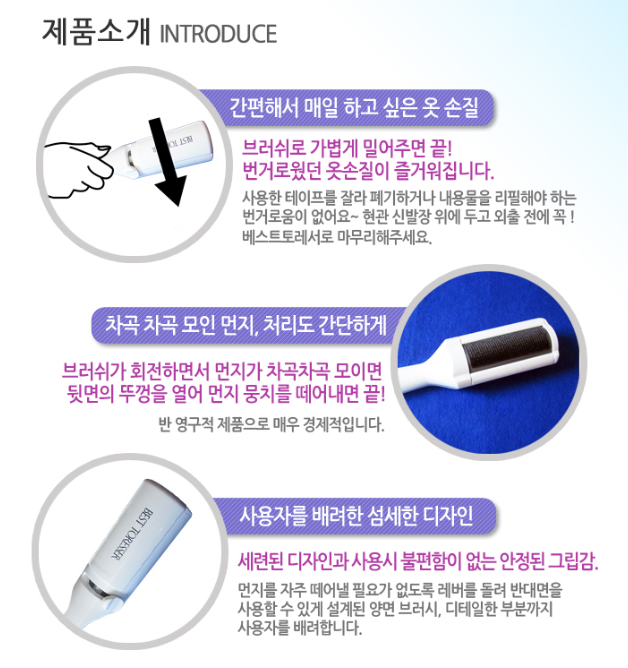 제품소개 INTRODUCE
간편해서 매일 하고 싶은 옷 손질
브러쉬로 가볍게 밀어주면 끝!
번거로웠던 옷손질이 즐거워집니다.
사용한 테이프를 잘라 폐기하거나 내용물을 리필해야 하는
번거로움이 없어요~ 현관 신발장 위에 두고 외출 전에 꼭 !
베스트토레서로 마무리해주세요.
차곡 차곡 모인 먼지, 처리도 간단하게
브러쉬가 회전하면서 먼지가 차곡차곡 모이면
뒷면의 뚜껑을 열어 먼지 뭉치를 떼어내면 끝!
반 영구적 제품으로 매우 경제적입니다.
BEST TORESSER
사용자를 배려한 섬세한 디자인
세련된 디자인과 사용시 불편함이 없는 안정된 그립감.
먼지를 자주 떼어낼 필요가 없도록 레버를 돌려 반대면을
사용할 수 있게 설계된 양면 브러시, 디테일한 부분까지
사용자를 배려합니다.